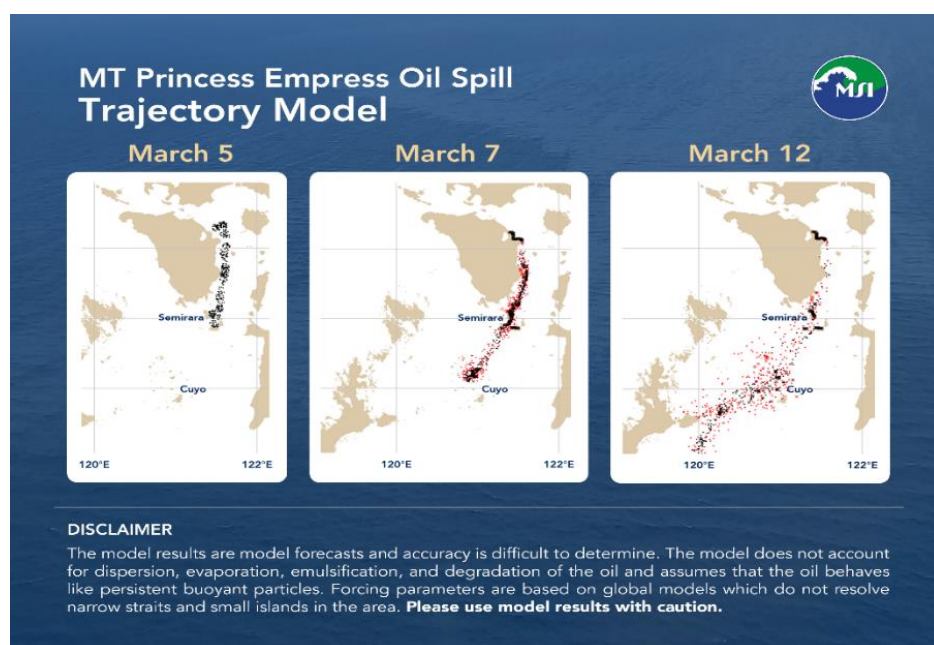 MT Princess Empress Oil Spill
Trajectory Model
MSI
March 5
March 7
March 12
Semirara
Cuyo
120°E
122°E
Semirara
Cuyo
120°E
122°E
Semirara
Cuyo
120°E
122°E
DISCLAIMER
The model results are model forecasts and accuracy is difficult to determine. The model does not account
for dispersion, evaporation, emulsification, and degradation of the oil and assumes that the oil behaves
like persistent buoyant particles. Forcing parameters are based on global models which do not resolve
narrow straits and small islands in the area. Please use model results with caution.